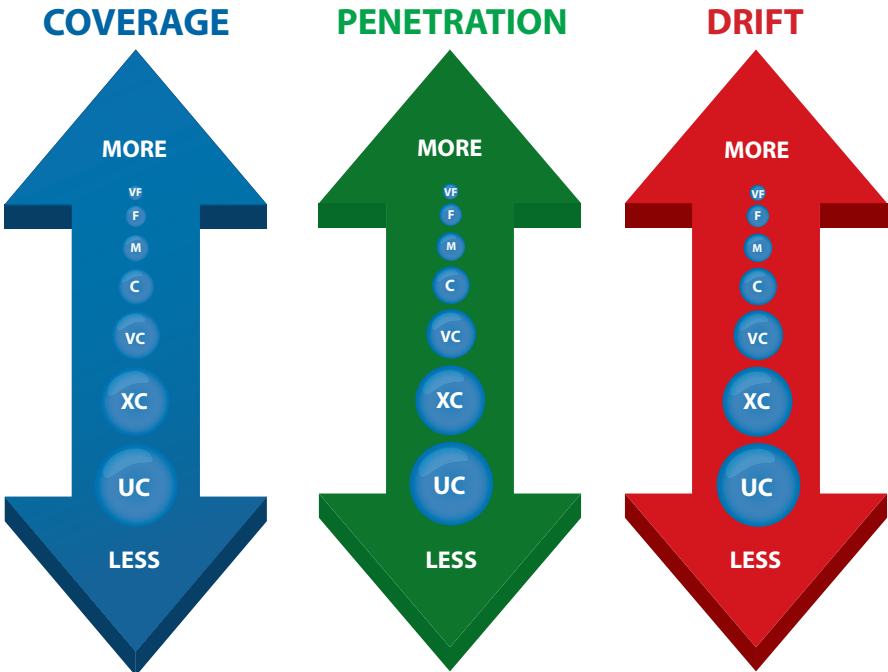 COVERAGE
MORE
VF
F
M
C
VC
XC
UC
LESS
PENETRATION
MORE
VF
F
M
C
VC
XC
UC
LESS
DRIFT
MORE
VF
F
M
C
VC
XC
UC
LESS